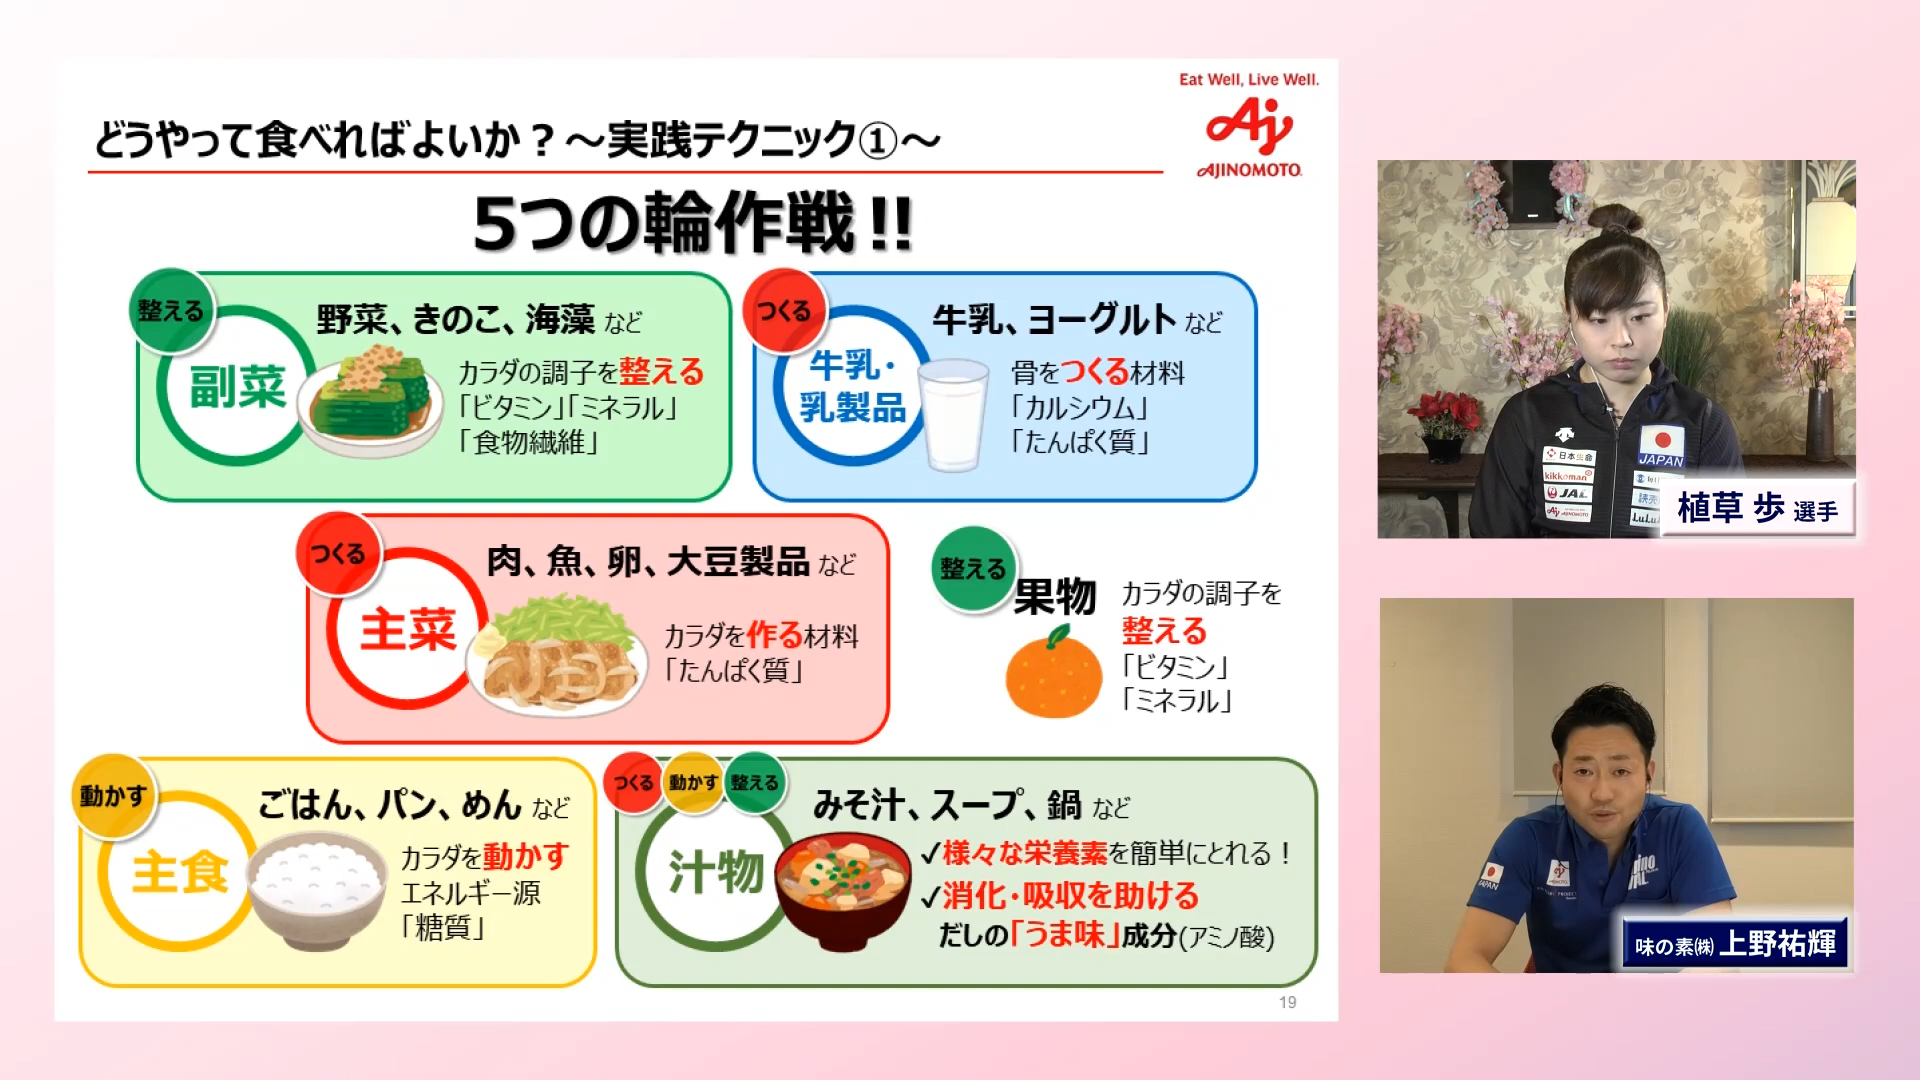 Eat Well, Live Well.
AJINOMOTO
どうやって食べればよいか？～実践テクニック①～
5つの輪作戦!!
整える
副菜
野菜、きのこ、海藻 など
カラダの調子を整える
「ビタミン」「ミネラル」
「食物繊維」
つくる
牛乳・
乳製品
牛乳、ヨーグルト など
骨をつくる材料
「カルシウム」
「たんぱく質」
つくる
主菜
肉、魚、卵、大豆製品 など
カラダを作る材料
「たんぱく質」
整える
果物
カラダの調子を
整える
「ビタミン」
「ミネラル」
動かす
主食
ごはん、パン、めん など
カラダを動かす
エネルギー源
「糖質」
つくる 動かす 整える
汁物
みそ汁、スープ、鍋 など
✓様々な栄養素を簡単にとれる！
✓消化・吸収を助ける
だしの「うま味」成分(アミノ酸)
19
日本生命
kikkoman
JAL
AJINOMOTO
JAPAN
植草 歩 選手
JAPAN
味の素㈱ 上野祐輝